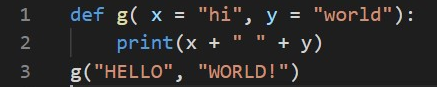 1 def g( x = "hi", y = "world"):
2     print(x + " " + y)
3 g("HELLO", "WORLD!")